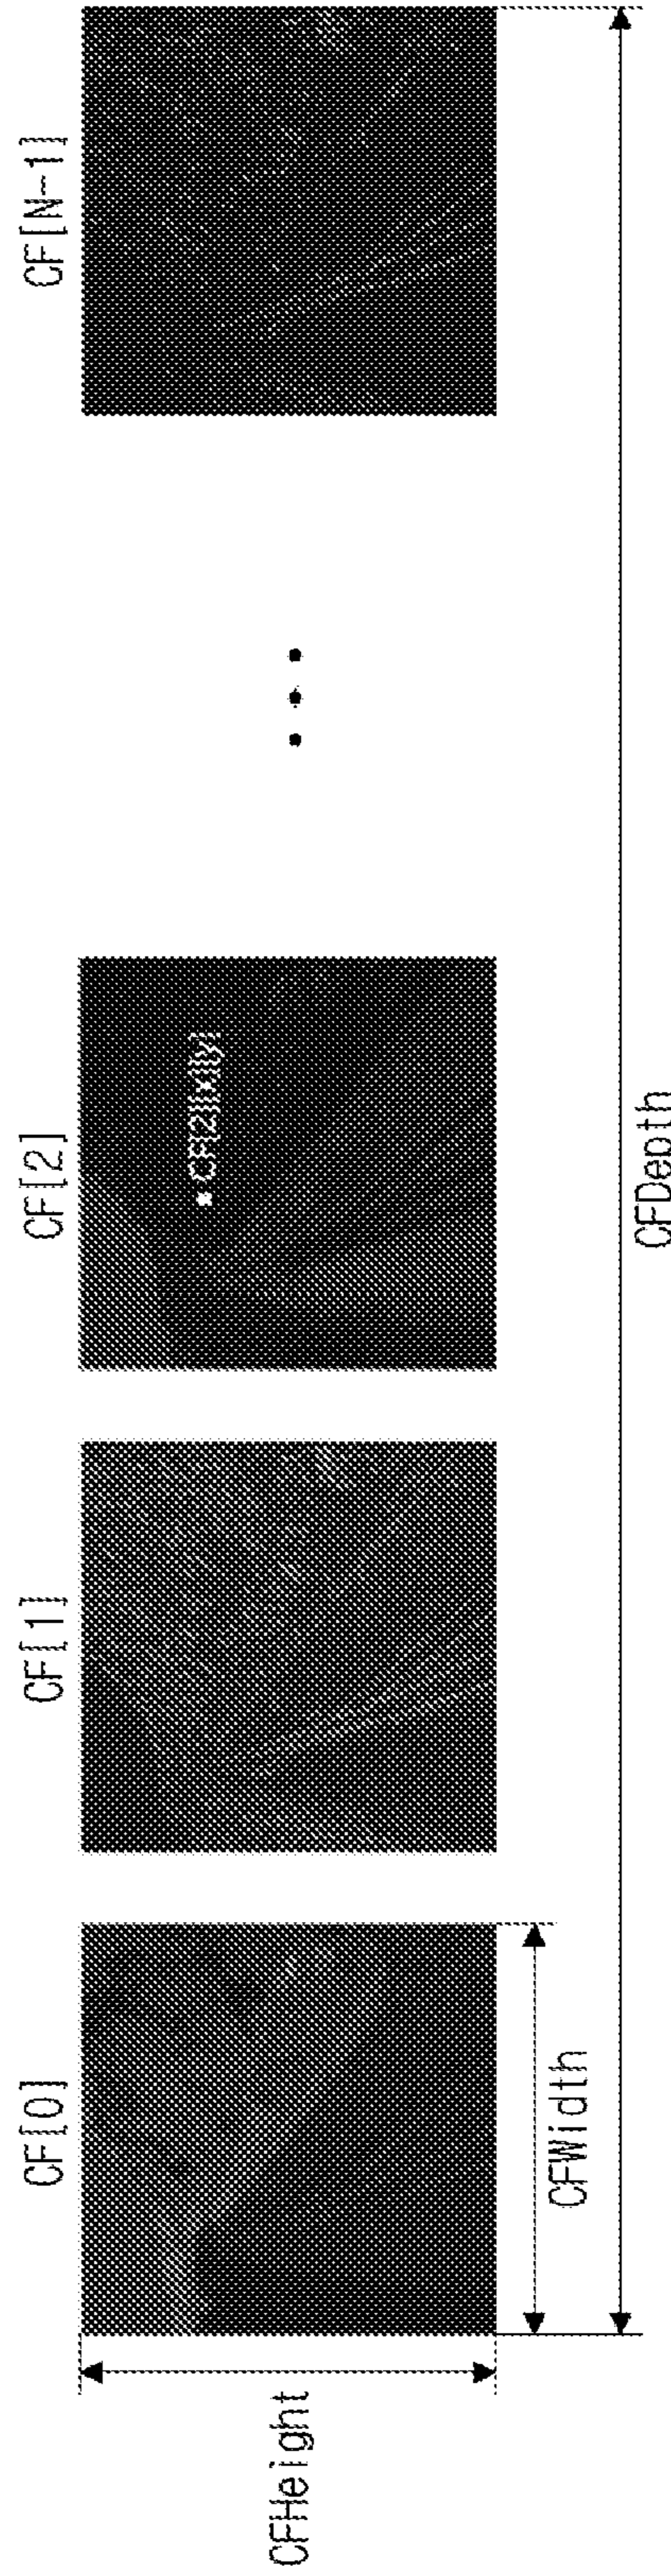 CF[0]
CF[1]
CF[2]
CF[N-1]
CF[2][x][y]
CFHeight
CFWidth
CFDepth